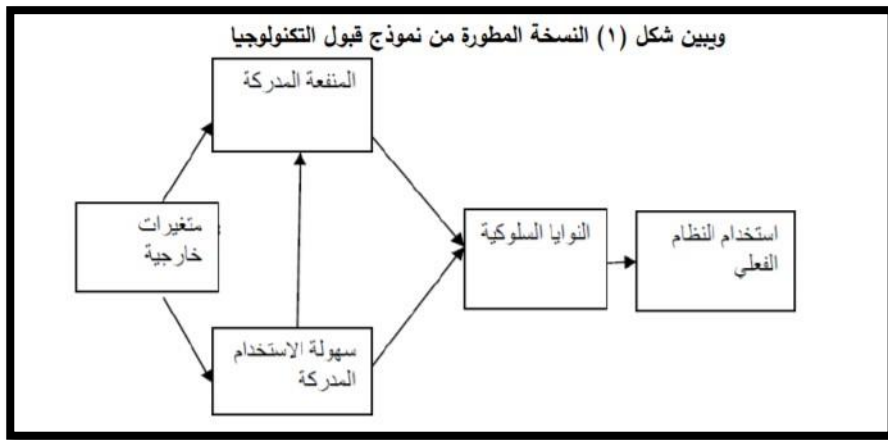 ويبين شكل (١) النسخة المطورة من نموذج قبول التكنولوجيا
المنفعة المدركة
متغيرات
خارجية
النوايا السلوكية
استخدام النظام
الفعلي
سهولة الاستخدام
المدركة